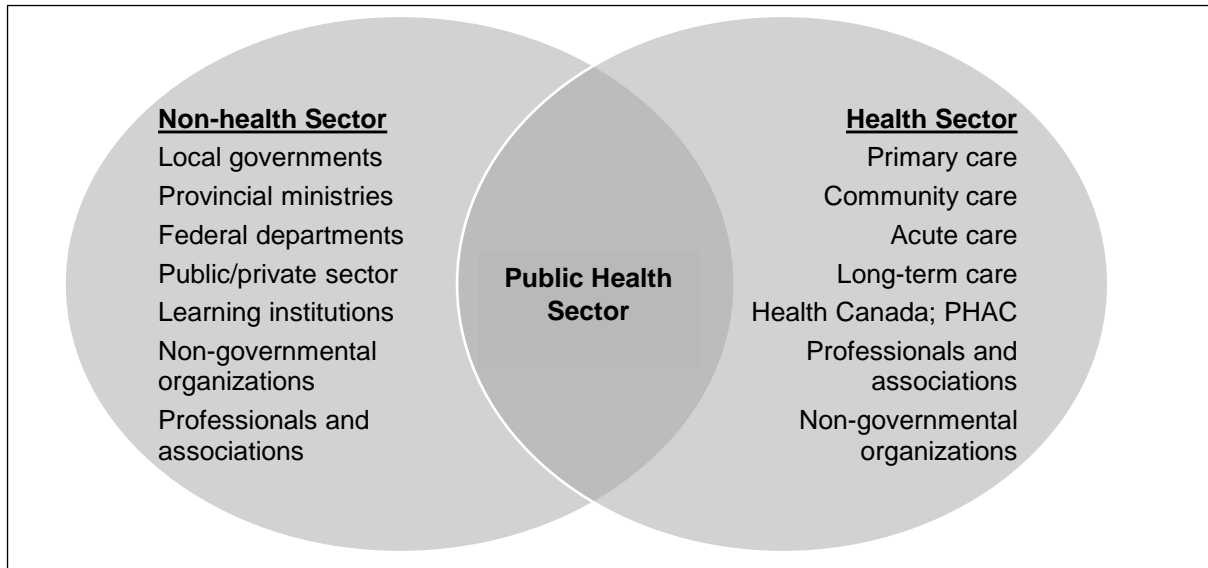 Non-health Sector
Local governments
Provincial ministries
Federal departments
Public/private sector
Learning institutions
Non-governmental
organizations
Professionals and
associations
Public Health
Sector
Health Sector
Primary care
Community care
Acute care
Long-term care
Health Canada; PHAC
Professionals and
associations
Non-governmental
organizations